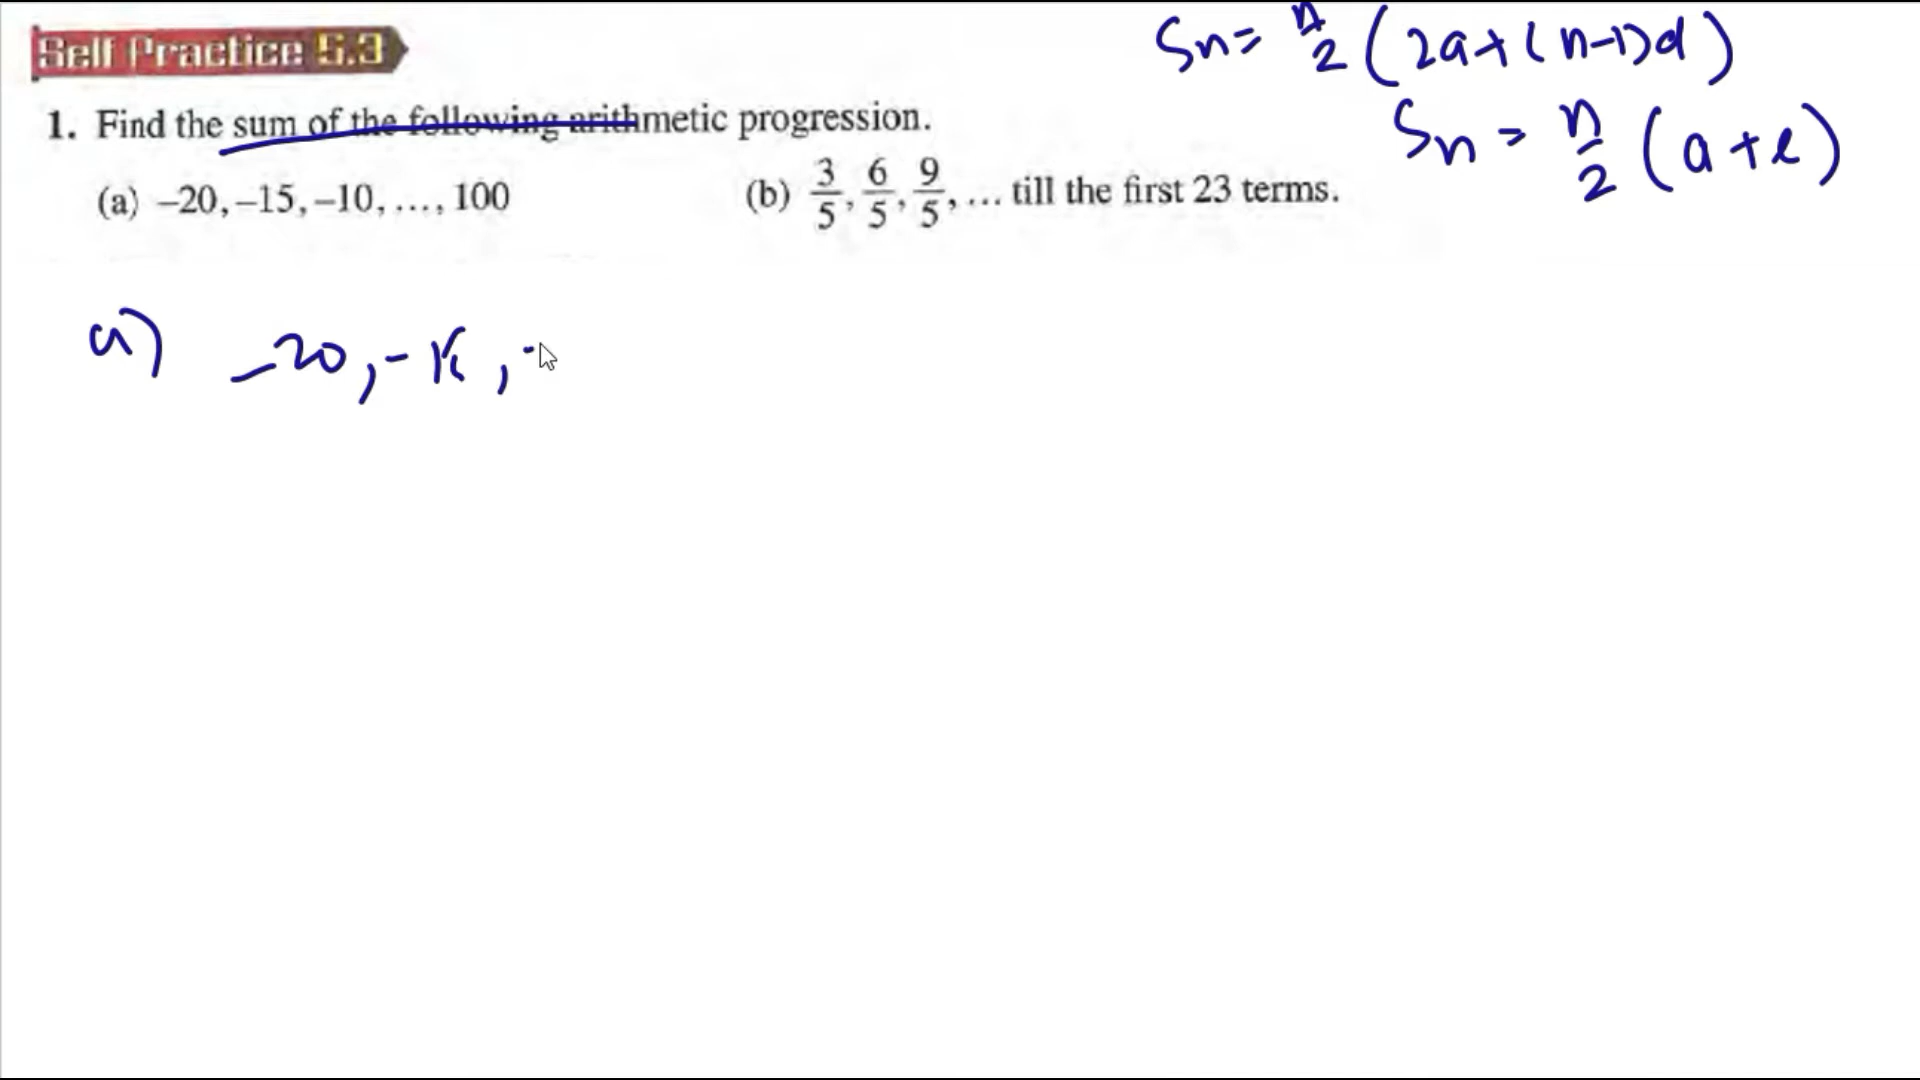 Self Practice 5.3
Sn = n/2 (2a+(n-1)d)
1. Find the sum of the following arithmetic progression.
Sn = n/2 (a+l)
(a) –20, –15, –10, ..., 100
(b) 3/5, 6/5, 9/5, ... till the first 23 terms.
a) -20, -15, -